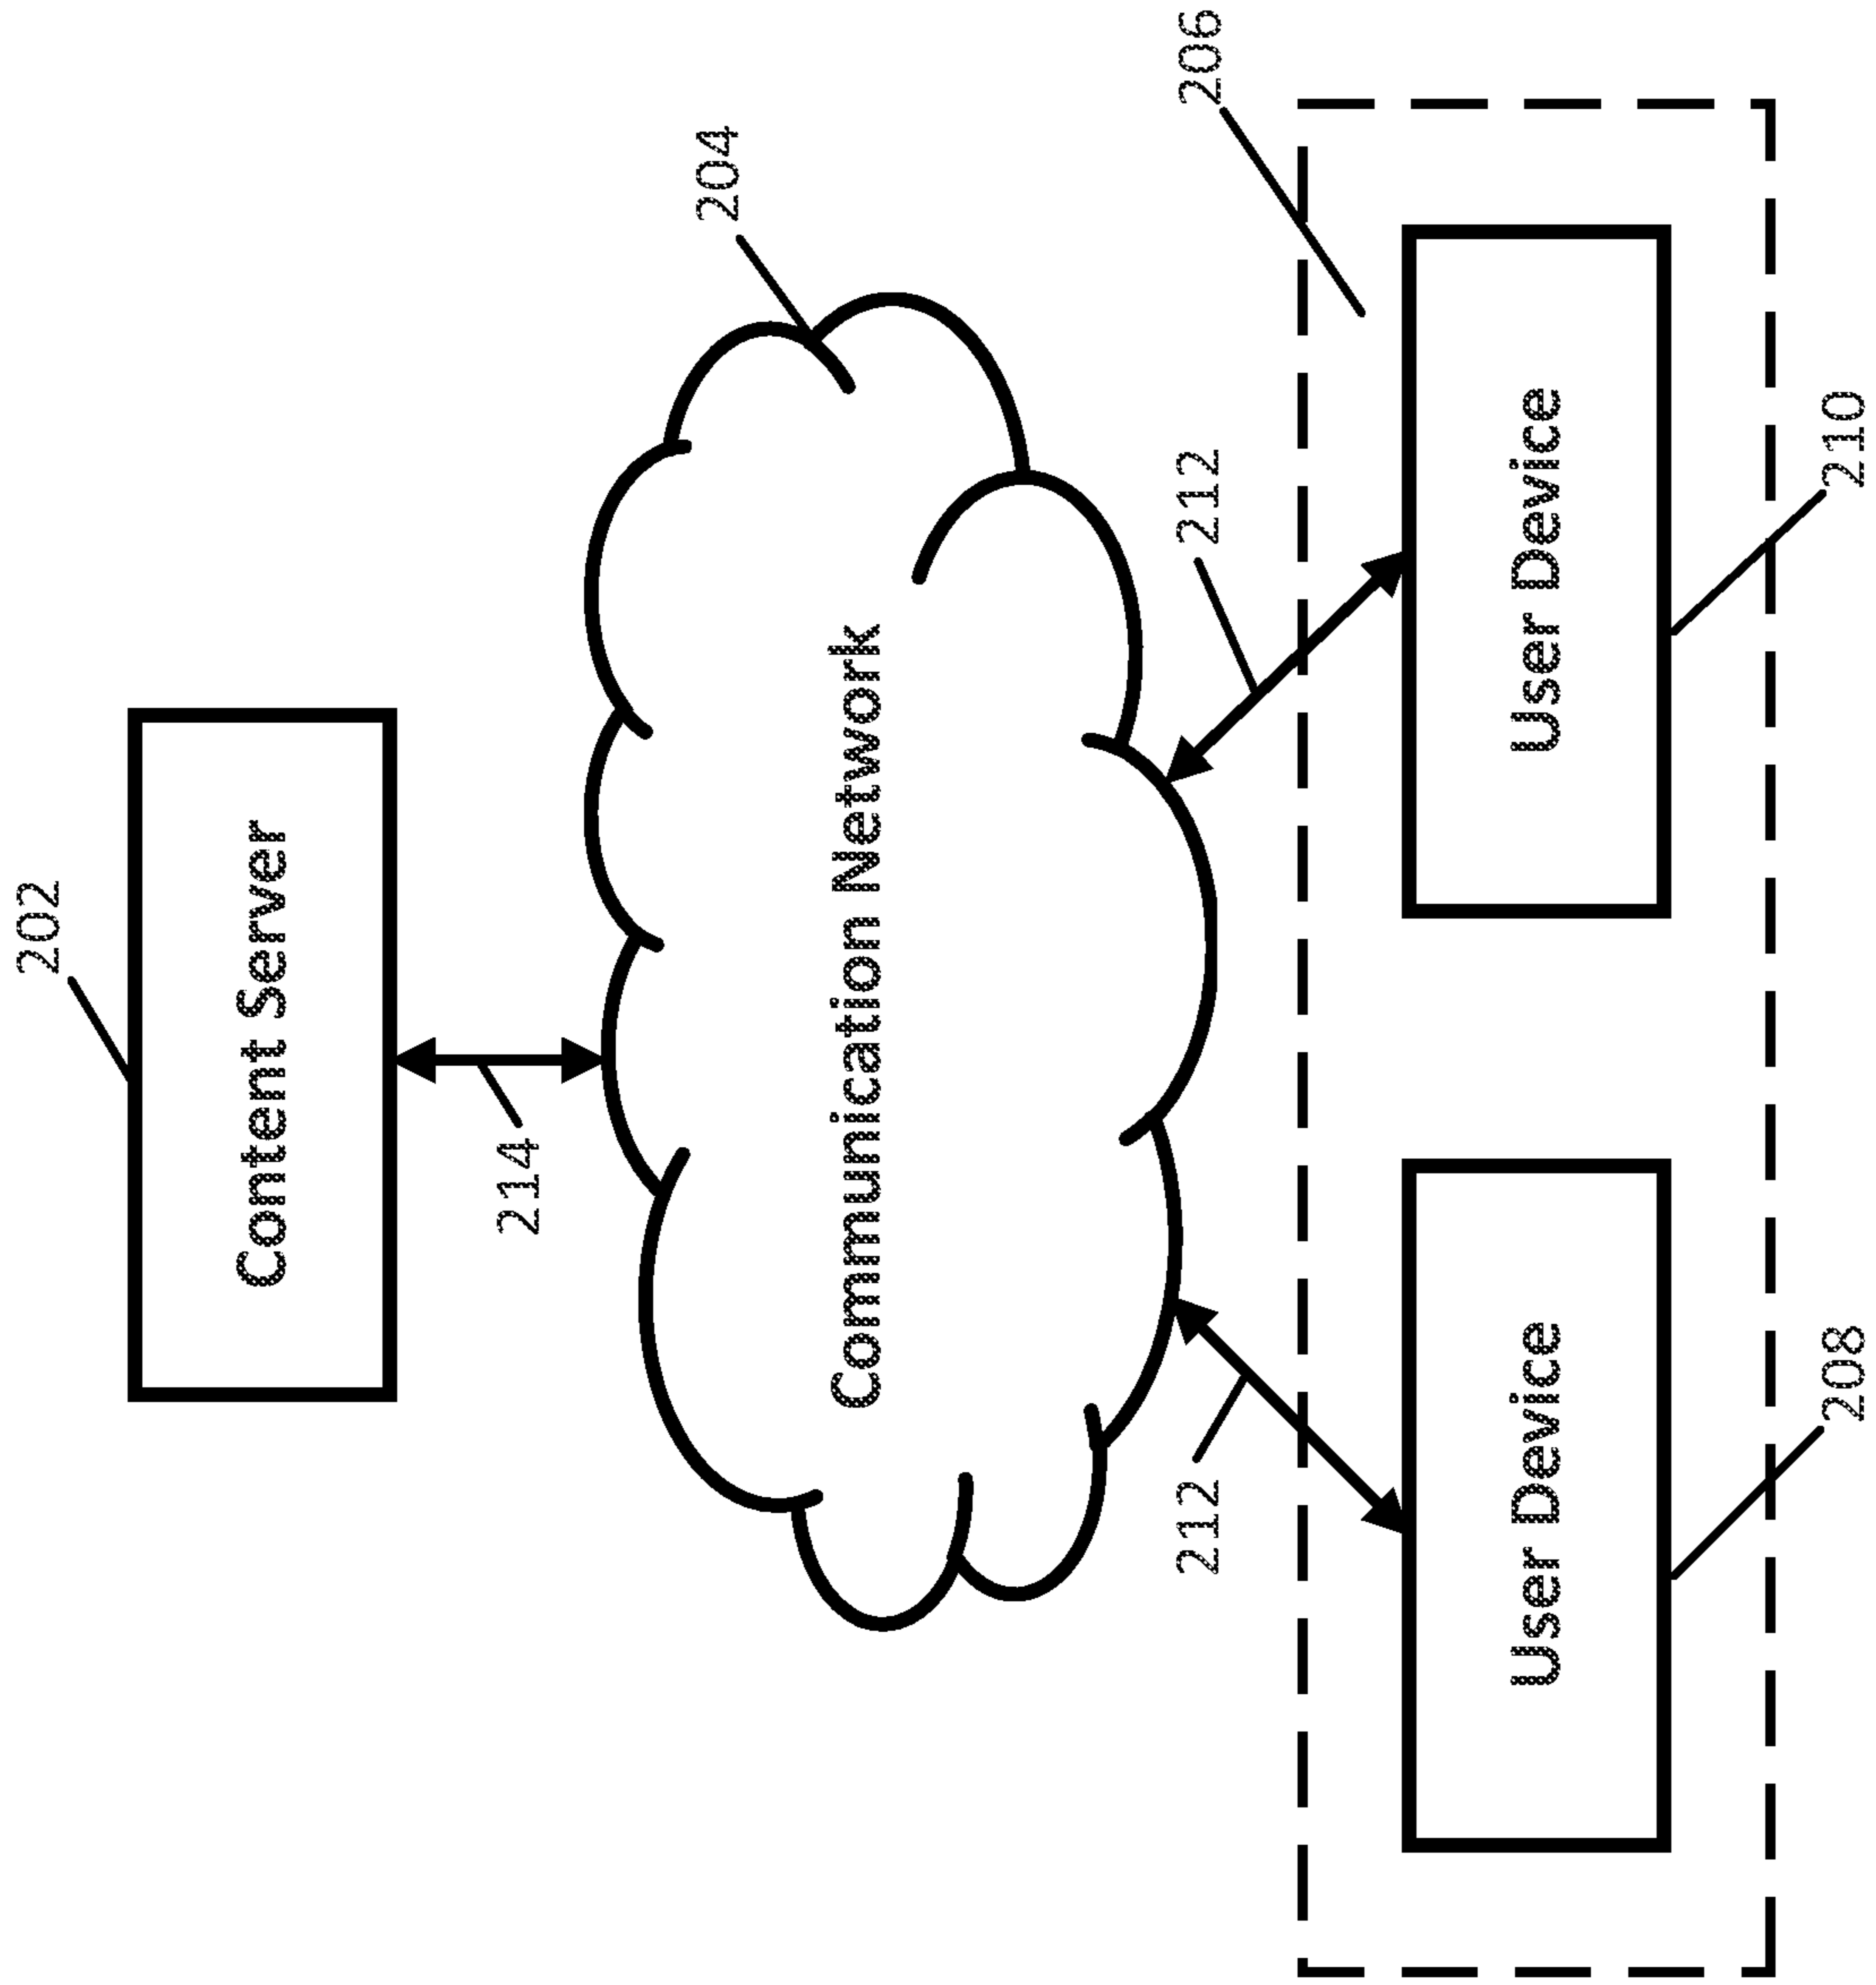 202
Content Server
214
204
Communication Network
212
212
206
User Device
User Device
208
210